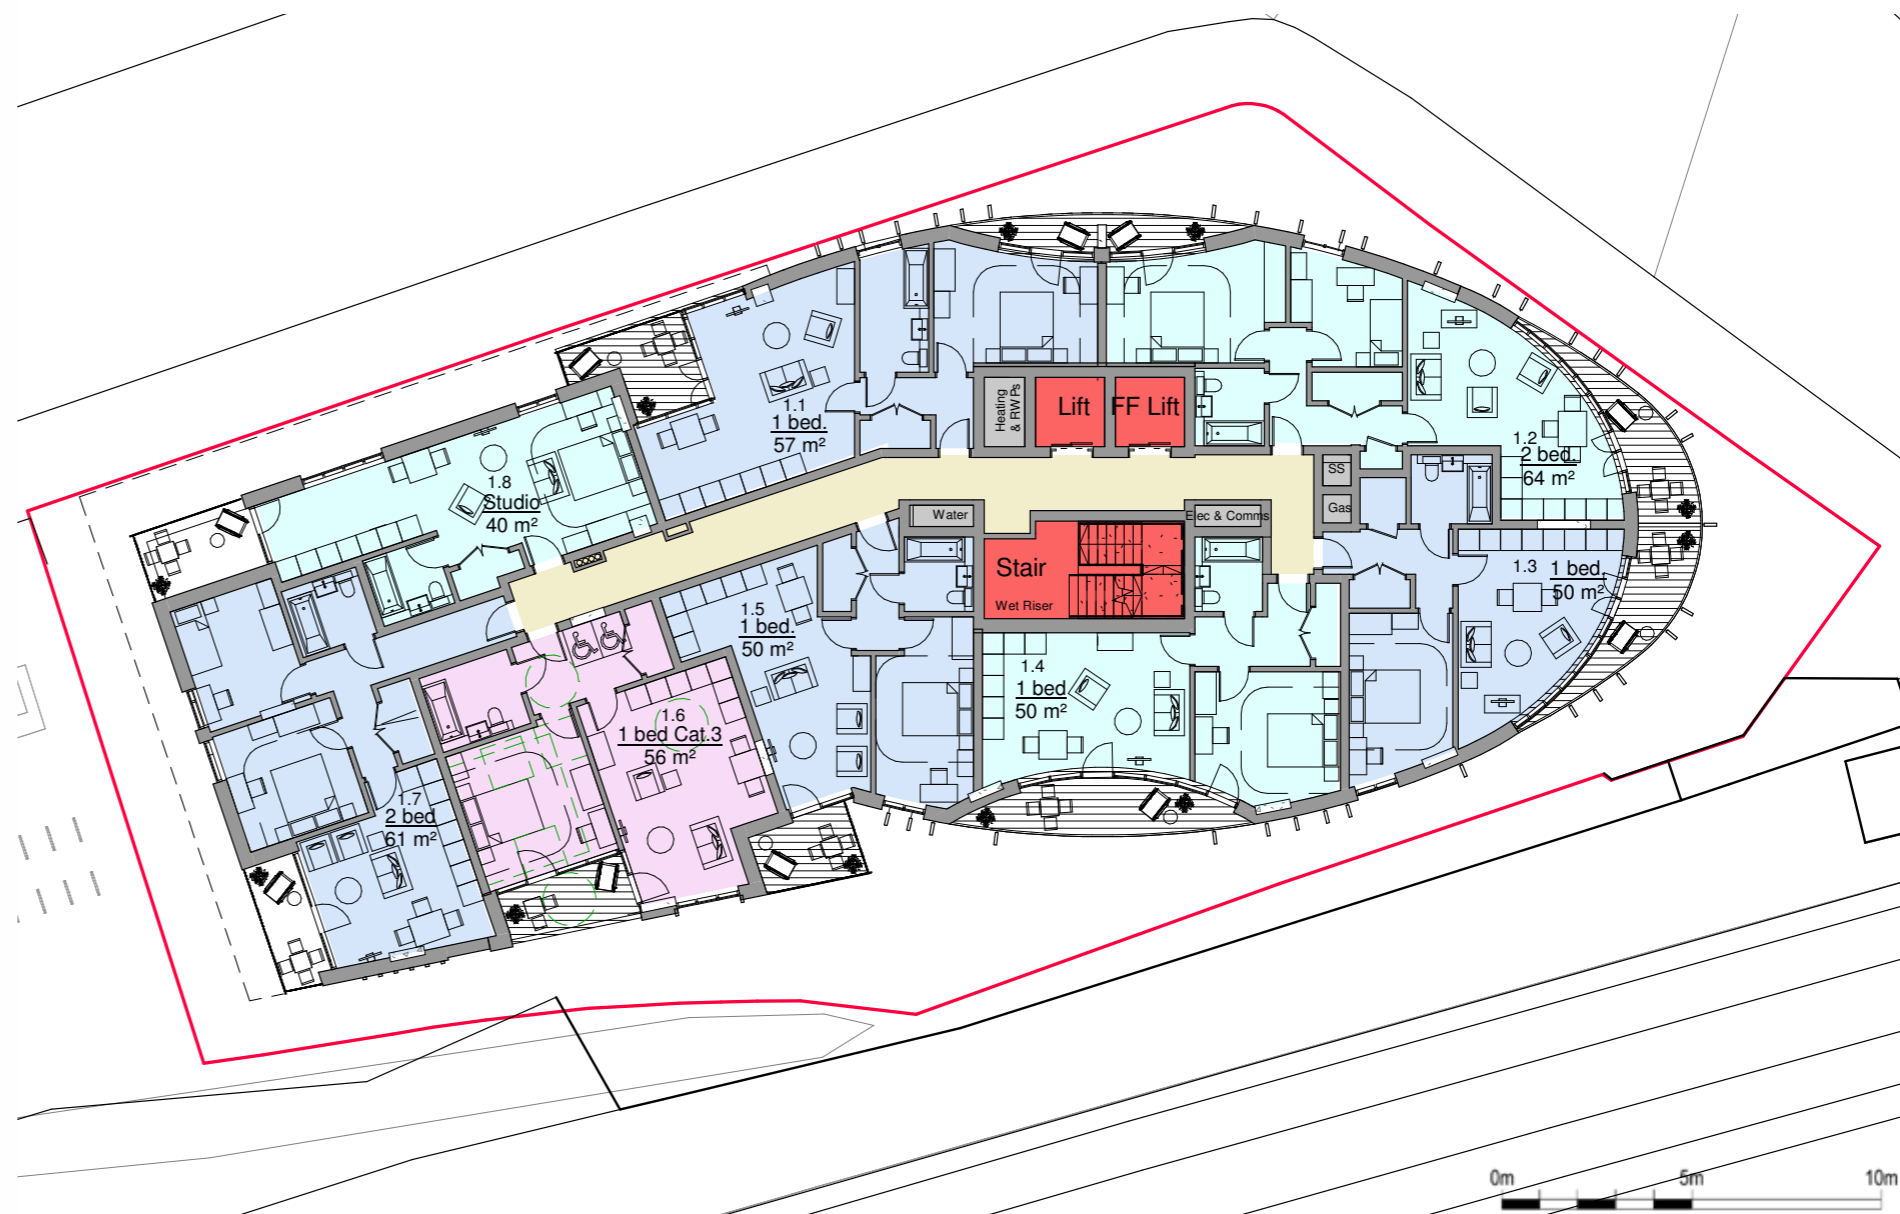 Heating
& RWPs
Lift
FF Lift
1.1
1 bed.
57 m²
1.2
2 bed.
64 m²
1.8
Studio
40 m²
SS
Gas
Water
Elec & Comms
Stair
Wet Riser
1.3
1 bed.
50 m²
1.5
1 bed.
50 m²
1.4
1 bed
50 m²
1.6
1 bed Cat.3
56 m²
1.7
2 bed
61 m²
0m
5m
10m